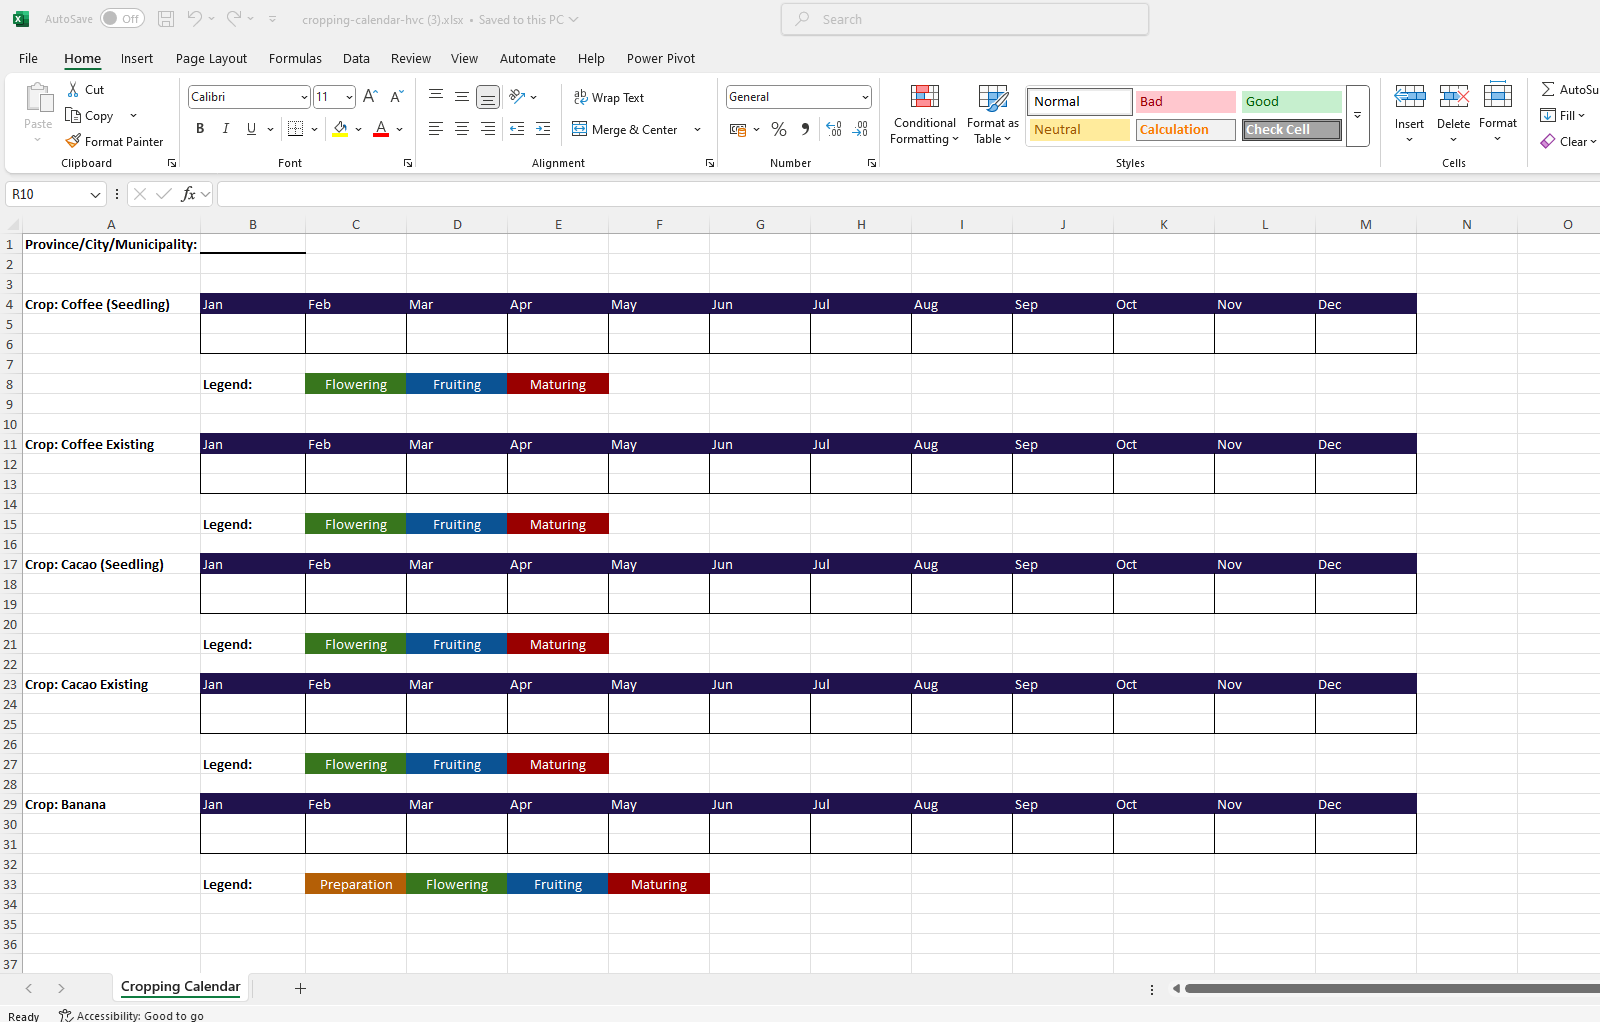 AutoSave Off cropping-calendar-hvc (3).xlsx • Saved to this PC Search
File Home Insert Page Layout Formulas Data Review View Automate Help Power Pivot
Paste Cut Copy Format Painter Clipboard
Calibri 11 A A B I U A Font
ab Wrap Text Merge & Center Alignment
General % .00 .00 Number
Conditional Formatting Format as Table
Normal Bad Good
Neutral Calculation Check Cell
Styles
Insert Delete Format Cells
AutoSu
Fill
Clear
R10 fx
A B C D E F G H I J K L M N O
1 Province/City/Municipality:
2
3
4 Crop: Coffee (Seedling) Jan Feb Mar Apr May Jun Jul Aug Sep Oct Nov Dec
5
6
7
8 Legend: Flowering Fruiting Maturing
9
10
11 Crop: Coffee Existing Jan Feb Mar Apr May Jun Jul Aug Sep Oct Nov Dec
12
13
14
15 Legend: Flowering Fruiting Maturing
16
17 Crop: Cacao (Seedling) Jan Feb Mar Apr May Jun Jul Aug Sep Oct Nov Dec
18
19
20
21 Legend: Flowering Fruiting Maturing
22
23 Crop: Cacao Existing Jan Feb Mar Apr May Jun Jul Aug Sep Oct Nov Dec
24
25
26
27 Legend: Flowering Fruiting Maturing
28
29 Crop: Banana Jan Feb Mar Apr May Jun Jul Aug Sep Oct Nov Dec
30
31
32
33 Legend: Preparation Flowering Fruiting Maturing
34
35
36
37
Cropping Calendar
Ready Accessibility: Good to go